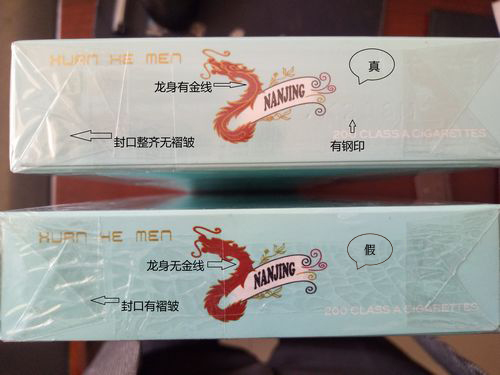 XUAN HE MEN
真
龙身有金线
NANJING
200 CLASS A CIGARETTES
封口整齐无褶皱
有钢印
XUAN HE MEN
假
龙身无金线
NANJING
封口有褶皱
200 CLASS A CIGARETTES